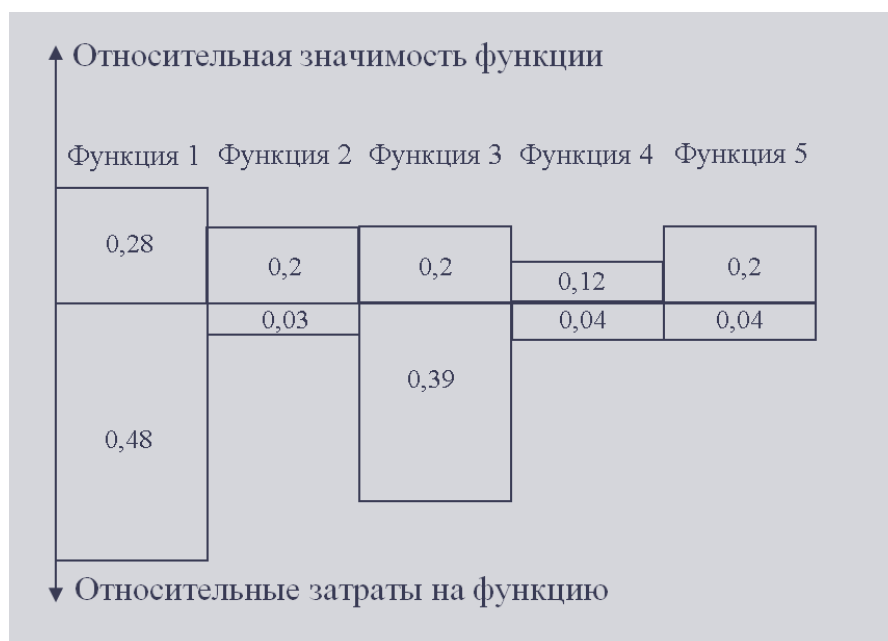 Относительная значимость функции
Функция 1 Функция 2 Функция 3 Функция 4 Функция 5
0,28 0,2 0,2 0,12 0,2
0,03 0,04 0,04
0,39
0,48
Относительные затраты на функцию